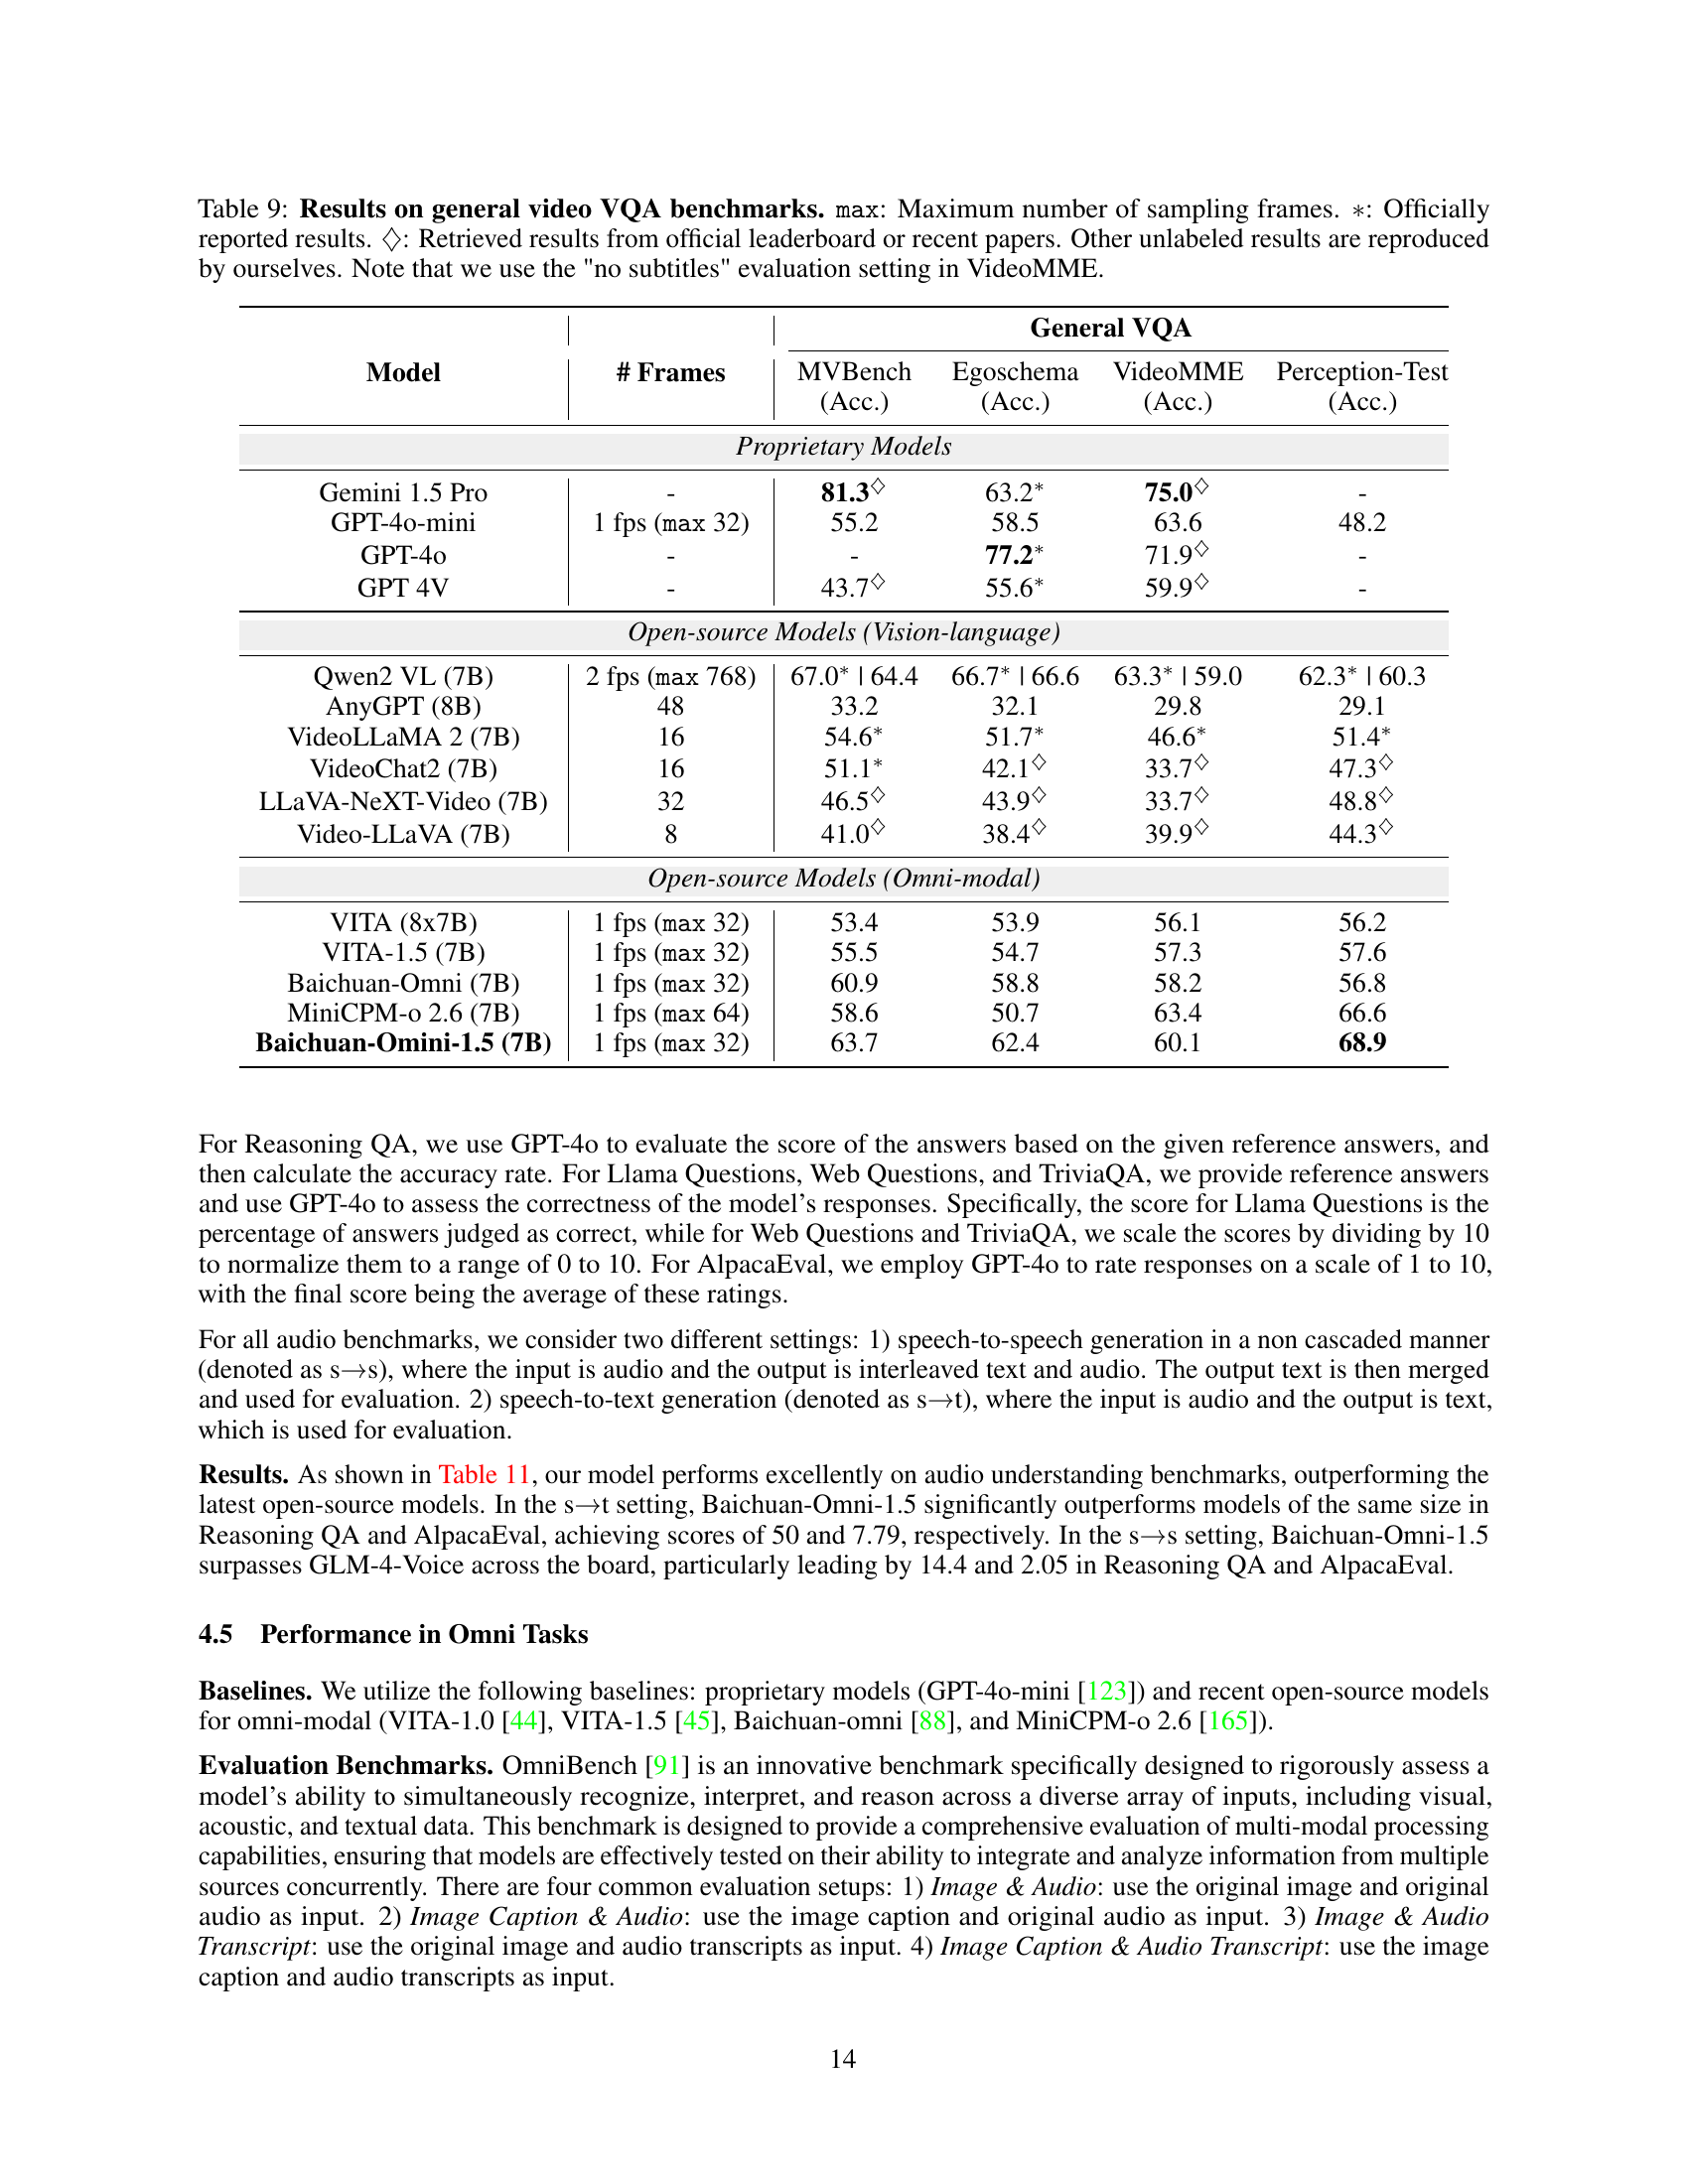 Table 9: Results on general video VQA benchmarks. max: Maximum number of sampling frames. ∗: Officially
reported results. ♢: Retrieved results from official leaderboard or recent papers. Other unlabeled results are reproduced
by ourselves. Note that we use the "no subtitles" evaluation setting in VideoMME.
General VQA
Model # Frames MVBench Egoschema VideoMME Perception-Test
(Acc.) (Acc.) (Acc.) (Acc.)
Proprietary Models
Gemini 1.5 Pro - 81.3♢ 63.2∗ 75.0♢ -
GPT-4o-mini 1 fps (max 32) 55.2 58.5 63.6 48.2
GPT-4o - - 77.2∗ 71.9♢ -
GPT 4V - 43.7♢ 55.6∗ 59.9♢ -
Open-source Models (Vision-language)
Qwen2 VL (7B) 2 fps (max 768) 67.0∗ | 64.4 66.7∗ | 66.6 63.3∗ | 59.0 62.3∗ | 60.3
AnyGPT (8B) 48 33.2 32.1 29.8 29.1
VideoLLaMA 2 (7B) 16 54.6∗ 51.7∗ 46.6∗ 51.4∗
VideoChat2 (7B) 16 51.1∗ 42.1♢ 33.7♢ 47.3♢
LLaVA-NeXT-Video (7B) 32 46.5♢ 43.9♢ 33.7♢ 48.8♢
Video-LLaVA (7B) 8 41.0♢ 38.4♢ 39.9♢ 44.3♢
Open-source Models (Omni-modal)
VITA (8x7B) 1 fps (max 32) 53.4 53.9 56.1 56.2
VITA-1.5 (7B) 1 fps (max 32) 55.5 54.7 57.3 57.6
Baichuan-Omni (7B) 1 fps (max 32) 60.9 58.8 58.2 56.8
MiniCPM-o 2.6 (7B) 1 fps (max 64) 58.6 50.7 63.4 66.6
Baichuan-Omini-1.5 (7B) 1 fps (max 32) 63.7 62.4 60.1 68.9
For Reasoning QA, we use GPT-4o to evaluate the score of the answers based on the given reference answers, and
then calculate the accuracy rate. For Llama Questions, Web Questions, and TriviaQA, we provide reference answers
and use GPT-4o to assess the correctness of the model's responses. Specifically, the score for Llama Questions is the
percentage of answers judged as correct, while for Web Questions and TriviaQA, we scale the scores by dividing by 10
to normalize them to a range of 0 to 10. For AlpacaEval, we employ GPT-4o to rate responses on a scale of 1 to 10,
with the final score being the average of these ratings.
For all audio benchmarks, we consider two different settings: 1) speech-to-speech generation in a non cascaded manner
(denoted as s→s), where the input is audio and the output is interleaved text and audio. The output text is then merged
and used for evaluation. 2) speech-to-text generation (denoted as s→t), where the input is audio and the output is text,
which is used for evaluation.
Results. As shown in Table 11, our model performs excellently on audio understanding benchmarks, outperforming the
latest open-source models. In the s→t setting, Baichuan-Omni-1.5 significantly outperforms models of the same size in
Reasoning QA and AlpacaEval, achieving scores of 50 and 7.79, respectively. In the s→s setting, Baichuan-Omni-1.5
surpasses GLM-4-Voice across the board, particularly leading by 14.4 and 2.05 in Reasoning QA and AlpacaEval.
4.5 Performance in Omni Tasks
Baselines. We utilize the following baselines: proprietary models (GPT-4o-mini [123]) and recent open-source models
for omni-modal (VITA-1.0 [44], VITA-1.5 [45], Baichuan-omni [88], and MiniCPM-o 2.6 [165]).
Evaluation Benchmarks. OmniBench [91] is an innovative benchmark specifically designed to rigorously assess a
model's ability to simultaneously recognize, interpret, and reason across a diverse array of inputs, including visual,
acoustic, and textual data. This benchmark is designed to provide a comprehensive evaluation of multi-modal processing
capabilities, ensuring that models are effectively tested on their ability to integrate and analyze information from multiple
sources concurrently. There are four common evaluation setups: 1) Image & Audio: use the original image and original
audio as input. 2) Image Caption & Audio: use the image caption and original audio as input. 3) Image & Audio
Transcript: use the original image and audio transcripts as input. 4) Image Caption & Audio Transcript: use the image
caption and audio transcripts as input.
14